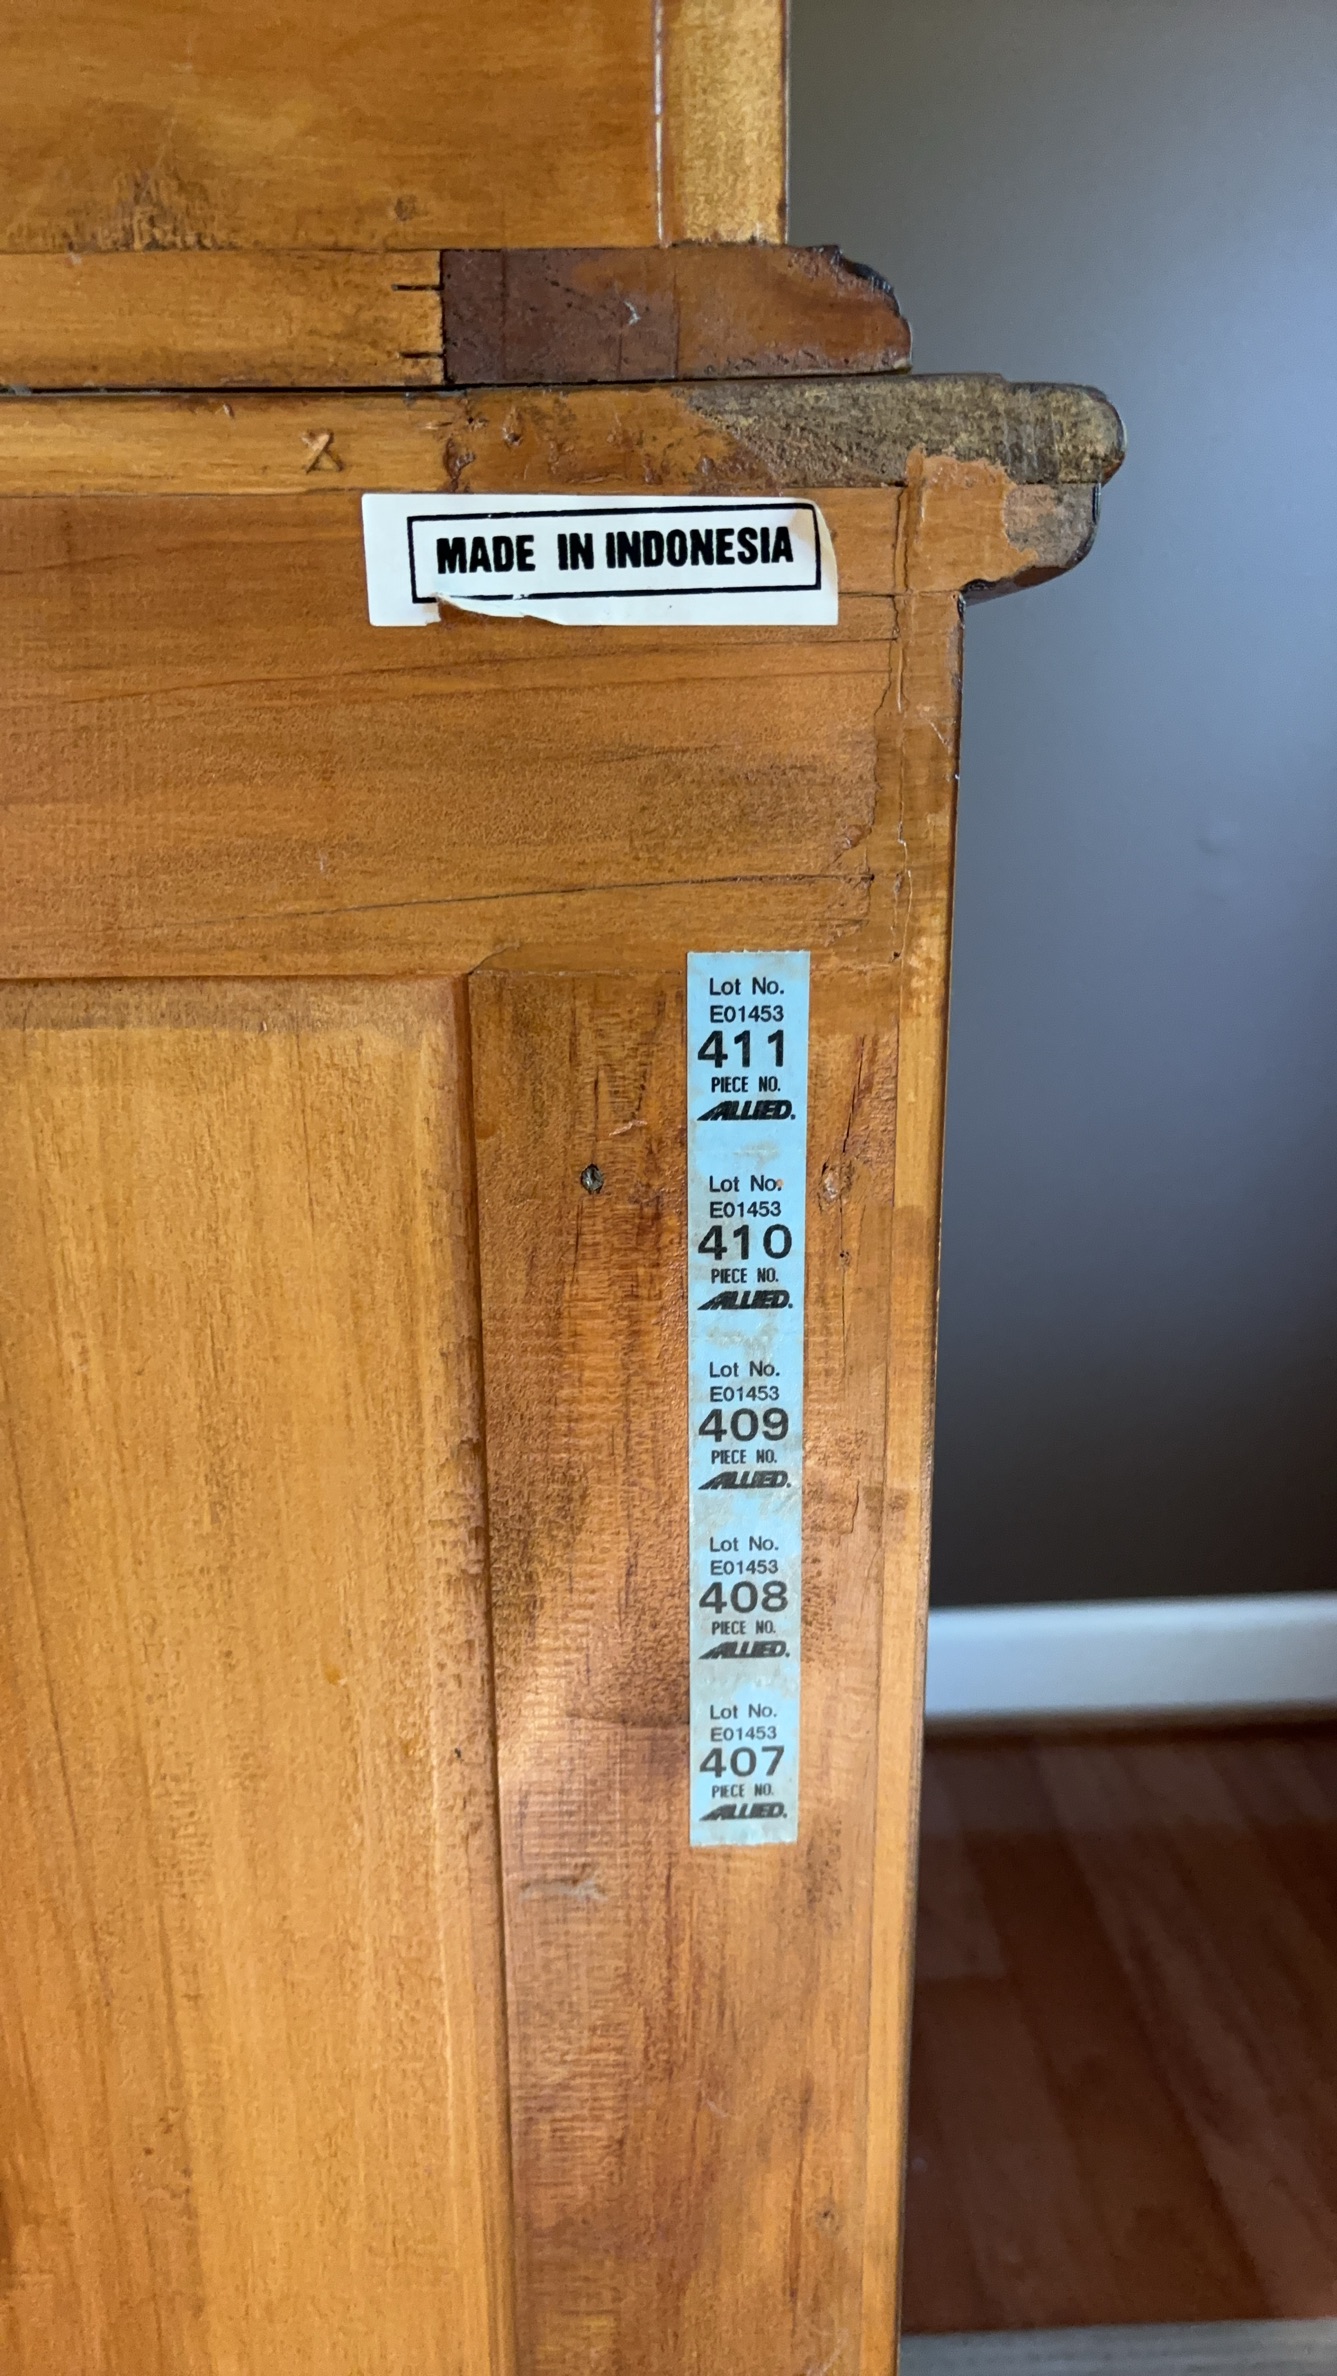 MADE IN INDONESIA
Lot No.
E01453
411
PIECE NO.
ALLIED.
Lot No.
E01453
410
PIECE NO.
ALLIED.
Lot No.
E01453
409
PIECE NO.
ALLIED.
Lot No.
E01453
408
PIECE NO.
ALLIED.
Lot No.
E01453
407
PIECE NO.
ALLIED.